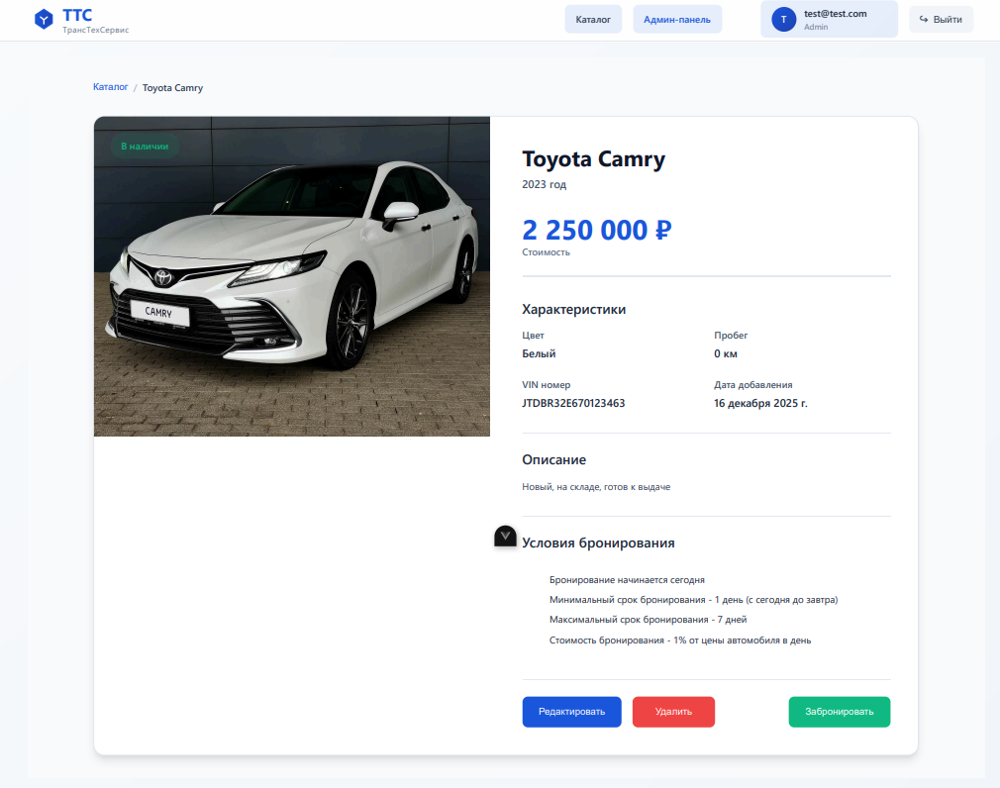 ТТС
ТрансТехСервис
Каталог
Админ-панель
T
test@test.com
Admin
Выйти
Каталог / Toyota Camry
В наличии
CAMRY
Toyota Camry
2023 год
2 250 000 ₽
Стоимость
Характеристики
Цвет
Белый
Пробег
0 км
VIN номер
JTDBR32E670123463
Дата добавления
16 декабря 2025 г.
Описание
Новый, на складе, готов к выдаче
Условия бронирования
Бронирование начинается сегодня
Минимальный срок бронирования - 1 день (с сегодня до завтра)
Максимальный срок бронирования - 7 дней
Стоимость бронирования - 1% от цены автомобиля в день
Редактировать
Удалить
Забронировать